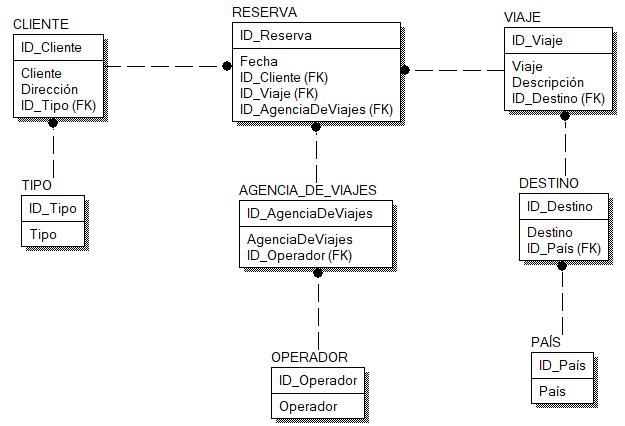 CLIENTE
ID_Cliente
Cliente
Dirección
ID_Tipo (FK)
RESERVA
ID_Reserva
Fecha
ID_Cliente (FK)
ID_Viaje (FK)
ID_AgenciaDeViajes (FK)
VIAJE
ID_Viaje
Viaje
Descripción
ID_Destino (FK)
TIPO
ID_Tipo
Tipo
AGENCIA_DE_VIAJES
ID_AgenciaDeViajes
AgenciaDeViajes
ID_Operador (FK)
DESTINO
ID_Destino
Destino
ID_País (FK)
OPERADOR
ID_Operador
Operador
PAÍS
ID_País
País